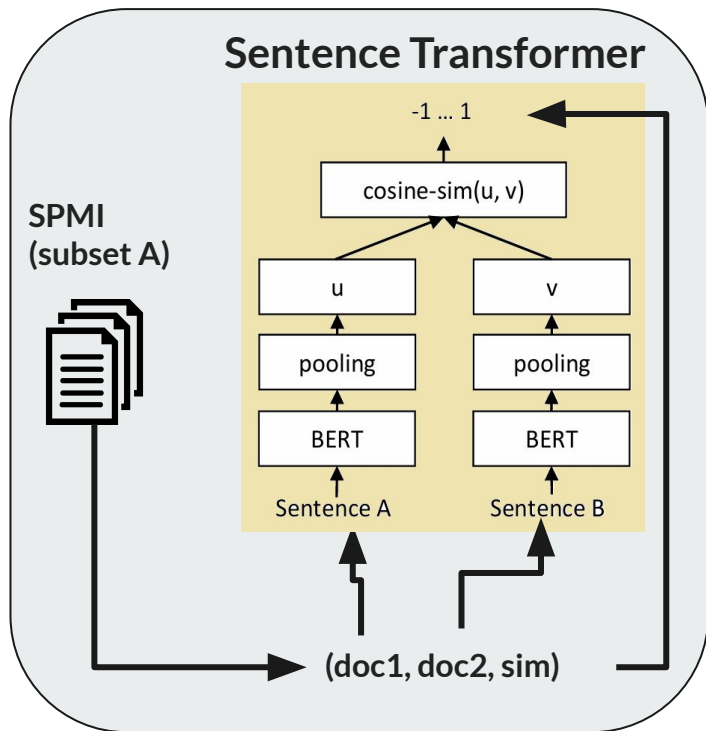 Sentence Transformer
-1 ... 1
cosine-sim(u, v)
SPMI
(subset A)
u
v
pooling
pooling
BERT
BERT
Sentence A
Sentence B
(doc1, doc2, sim)